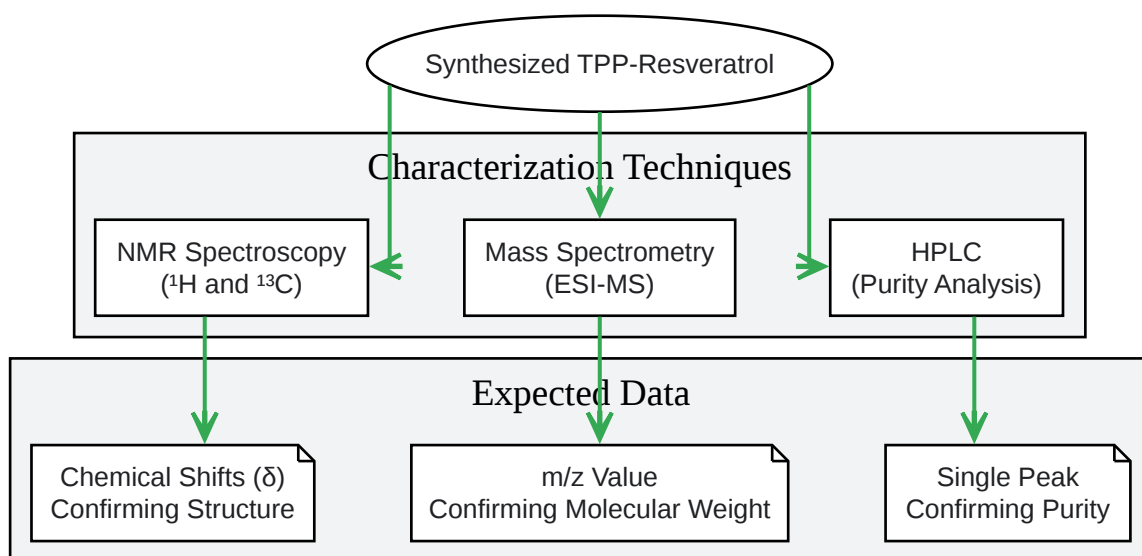 Synthesized TPP-Resveratrol
Characterization Techniques
NMR Spectroscopy
(¹H and ¹³C)
Mass Spectrometry
(ESI-MS)
HPLC
(Purity Analysis)
Expected Data
Chemical Shifts (δ)
Confirming Structure
m/z Value
Confirming Molecular Weight
Single Peak
Confirming Purity